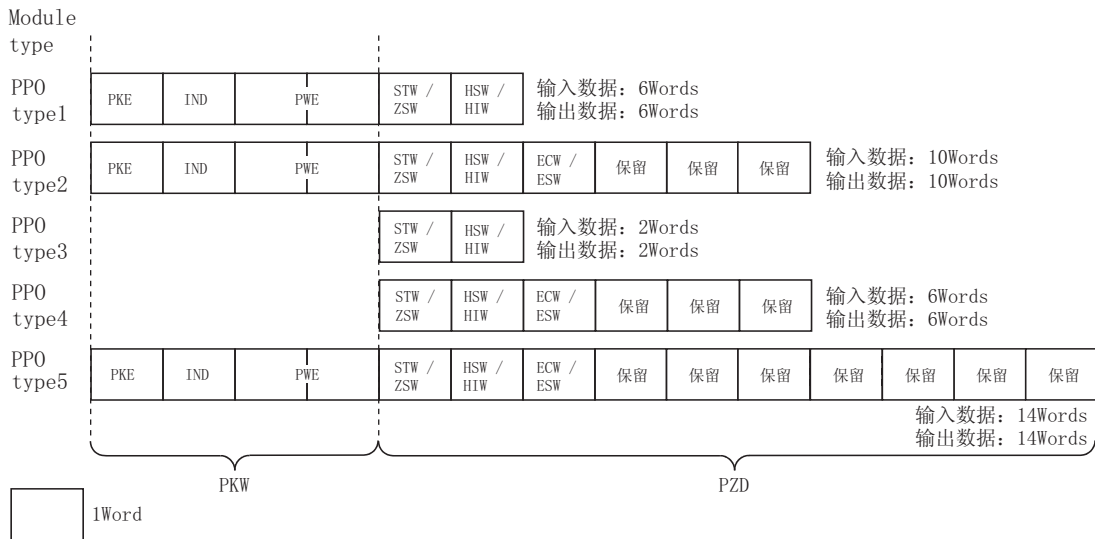 Module
type
PPO
type1
PKE
IND
PWE
STW /
ZSW
HSW /
HIW
输入数据：6Words
输出数据：6Words
PPO
type2
PKE
IND
PWE
STW /
ZSW
HSW /
HIW
ECW /
ESW
保留
保留
保留
输入数据：10Words
输出数据：10Words
PPO
type3
STW /
ZSW
HSW /
HIW
输入数据：2Words
输出数据：2Words
PPO
type4
STW /
ZSW
HSW /
HIW
ECW /
ESW
保留
保留
保留
输入数据：6Words
输出数据：6Words
PPO
type5
PKE
IND
PWE
STW /
ZSW
HSW /
HIW
ECW /
ESW
保留
保留
保留
保留
保留
保留
保留
输入数据：14Words
输出数据：14Words
PKW
PZD
1Word